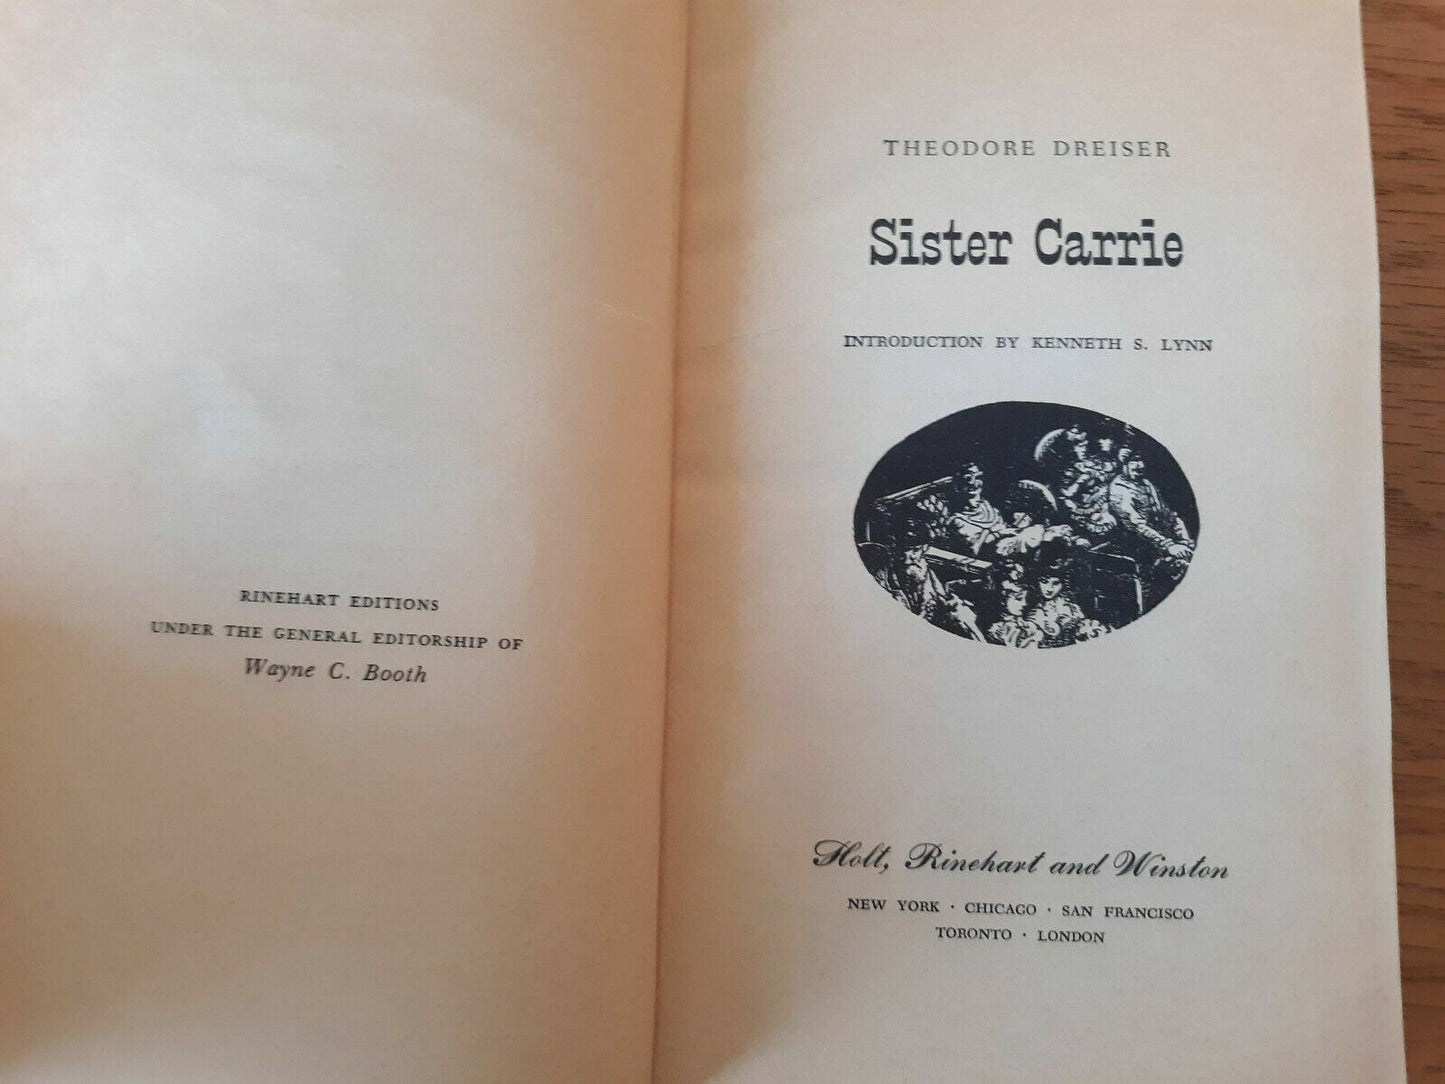 RINEHART EDITIONS
UNDER THE GENERAL EDITORSHIP OF
Wayne C. Booth
THEODORE DREISER
Sister Carrie
INTRODUCTION BY KENNETH S. LYNN
Holt, Rinehart and Winston
NEW YORK · CHICAGO · SAN FRANCISCO
TORONTO · LONDON